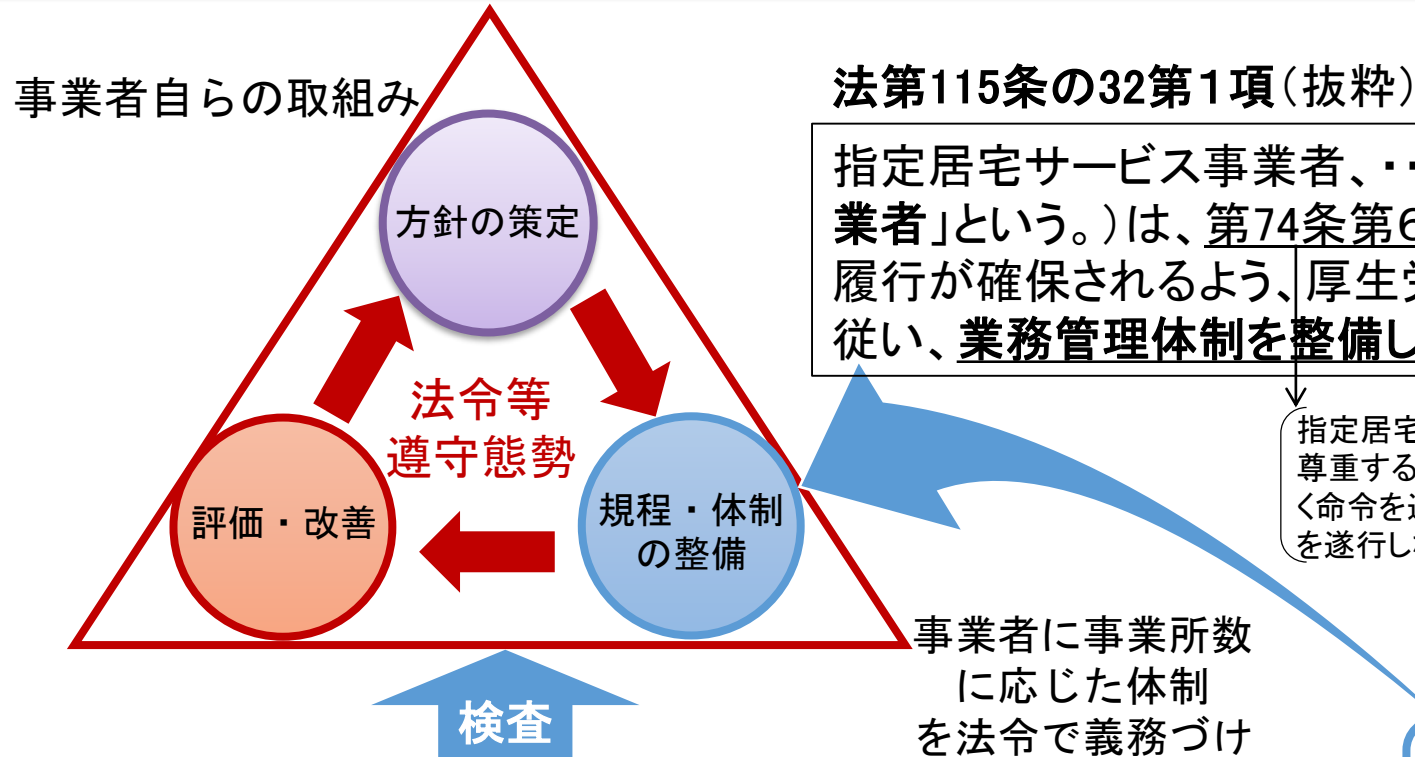 事業者自らの取組み
方針の策定
法令等
遵守態勢
評価・改善
規程・体制
の整備
検査
法第115条の32第1項(抜粋)
指定居宅サービス事業者、・・
業者」という。)は、第74条第6
履行が確保されるよう、厚生労
従い、業務管理体制を整備し
指定居宅
尊重する
く命令を
を遂行し
事業者に事業所数
に応じた体制
を法令で義務づけ